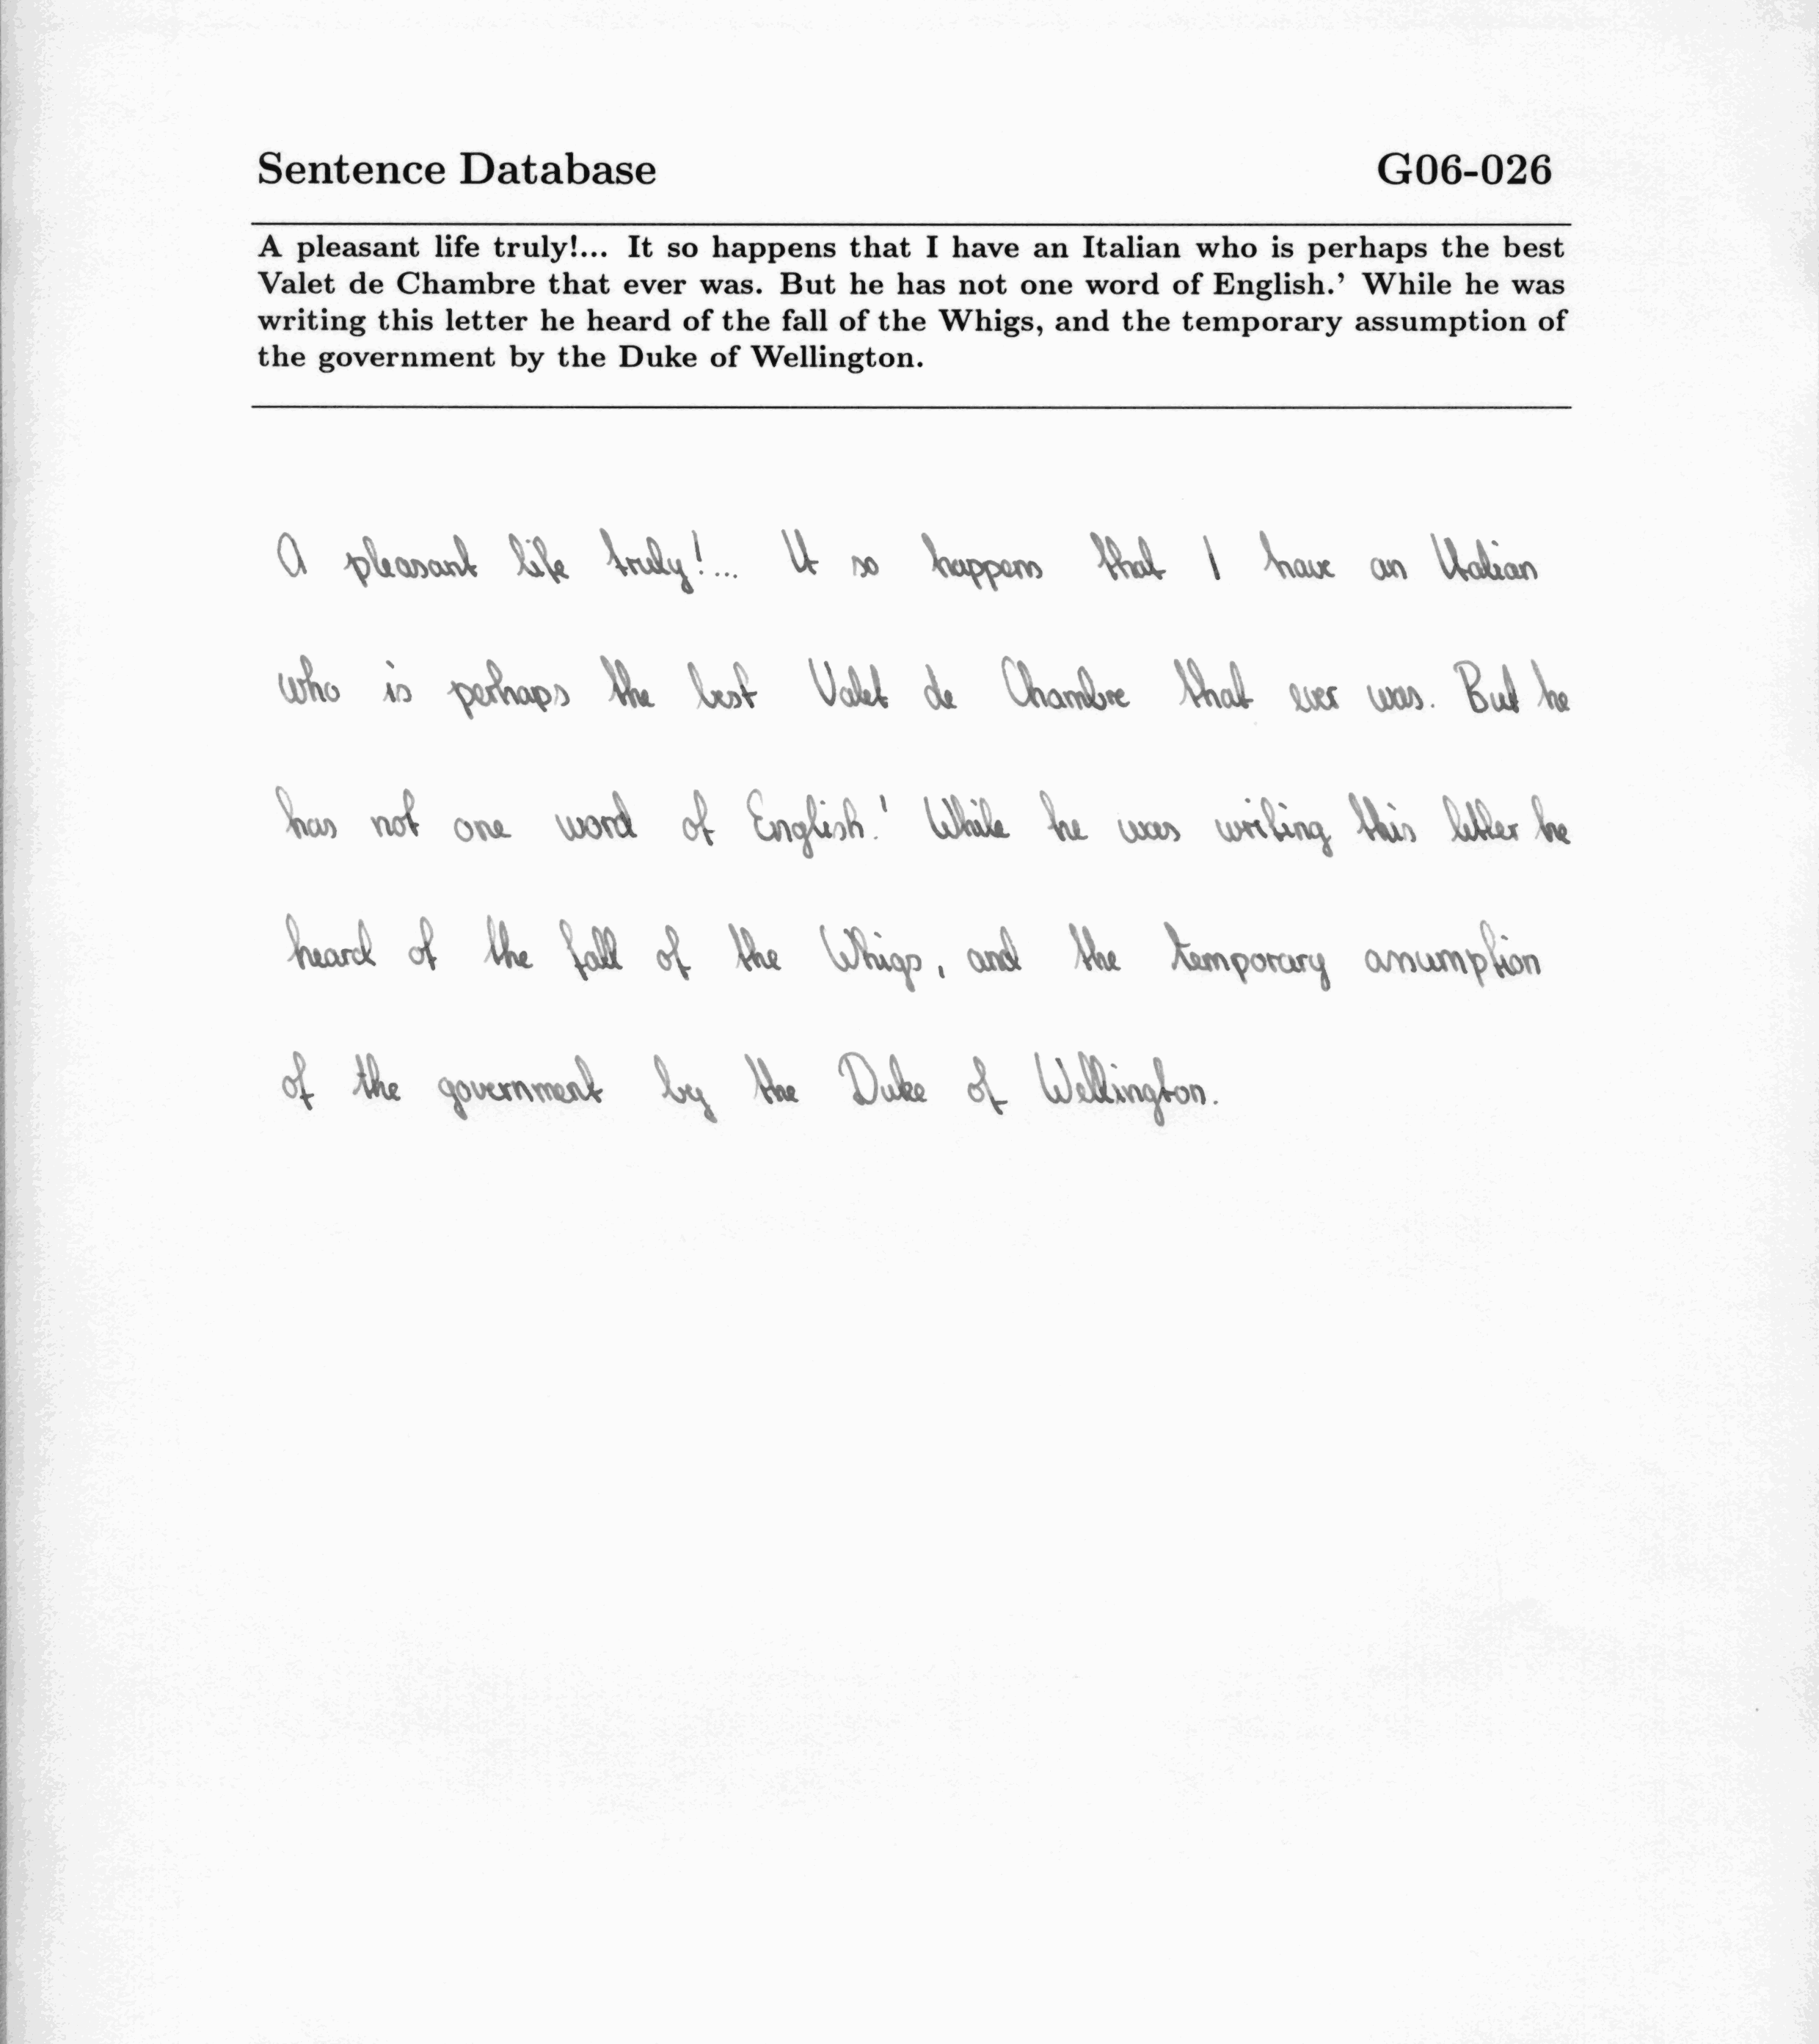 Sentence Database G06-026
A pleasant life truly!... It so happens that I have an Italian who is perhaps the best
Valet de Chambre that ever was. But he has not one word of English.' While he was
writing this letter he heard of the fall of the Whigs, and the temporary assumption of
the government by the Duke of Wellington.
A pleasant life truly!... It so happens that I have an Italian
who is perhaps the best Valet de Chambre that ever was. But he
has not one word of English.' While he was writing this letter he
heard of the fall of the Whigs, and the temporary assumption
of the government by the Duke of Wellington.